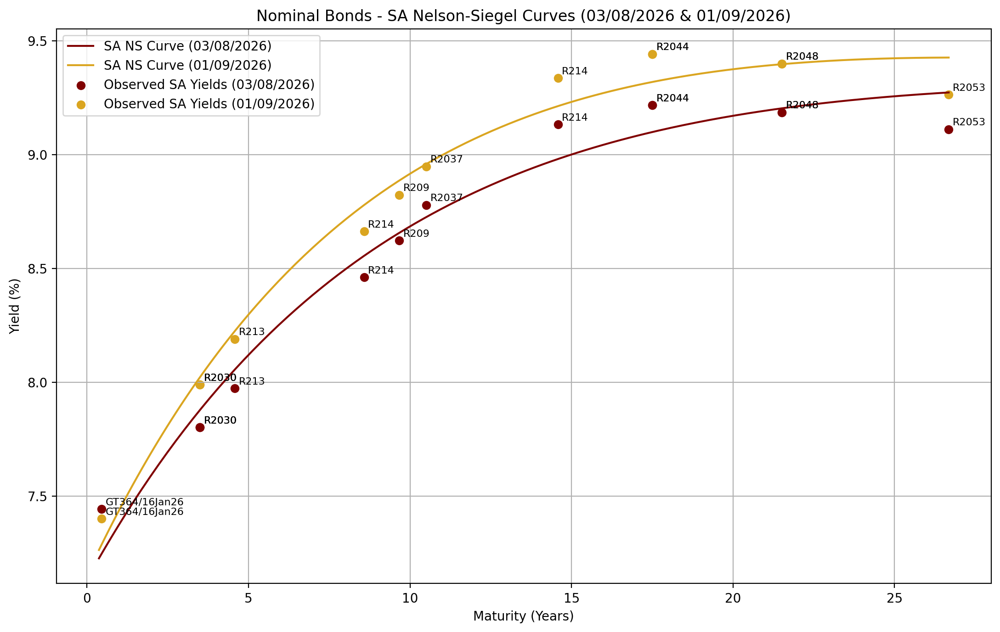 Nominal Bonds - SA Nelson-Siegel Curves (03/08/2026 & 01/09/2026)
SA NS Curve (03/08/2026)
SA NS Curve (01/09/2026)
Observed SA Yields (03/08/2026)
Observed SA Yields (01/09/2026)
9.5
9.0
8.5
8.0
7.5
Yield (%)
R2044
R2048
R214
R2053
R2044
R2048
R214
R2053
R2037
R209
R2037
R214
R209
R214
R213
R2030
R213
R2030
GT364/16Jan26
GT364/16Jan26
0
5
10
15
20
25
Maturity (Years)